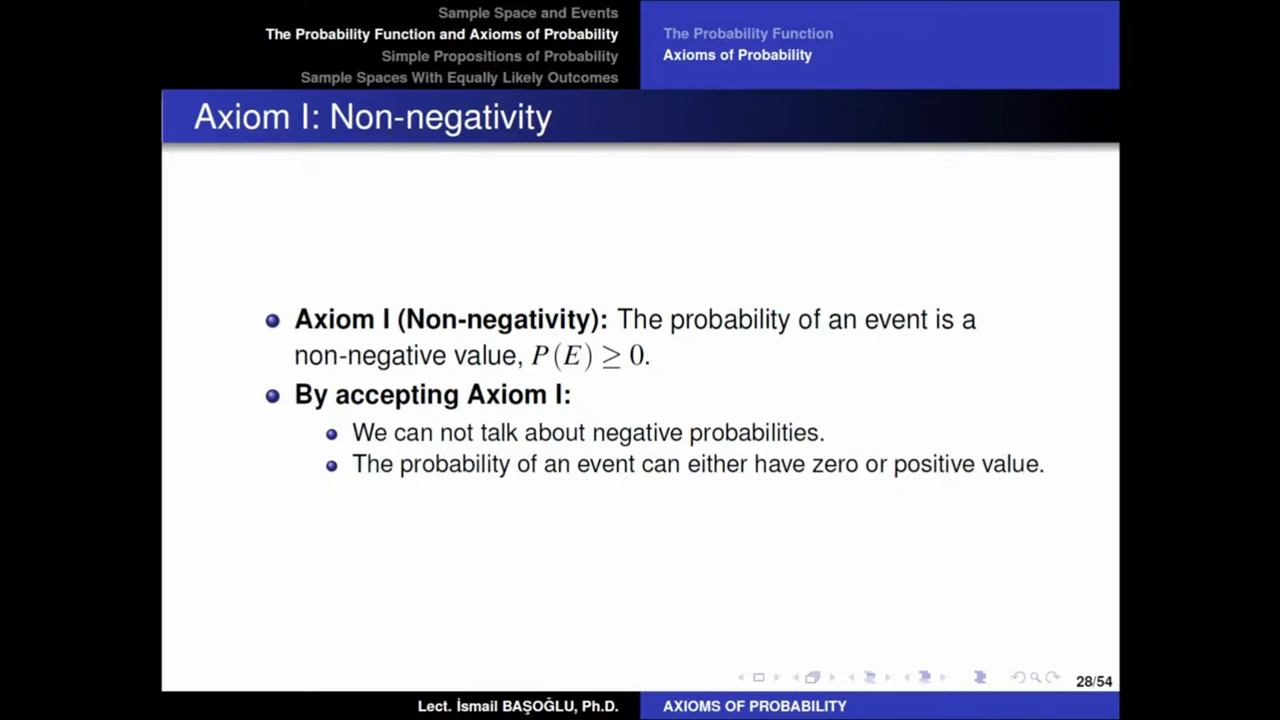 Sample Space and Events
The Probability Function and Axioms of Probability
Simple Propositions of Probability
Sample Spaces With Equally Likely Outcomes
The Probability Function
Axioms of Probability
Axiom I: Non-negativity
Axiom I (Non-negativity): The probability of an event is a
non-negative value, P(E) ≥ 0.
By accepting Axiom I:
We can not talk about negative probabilities.
The probability of an event can either have zero or positive value.
28/54
Lect. İsmail BAŞOĞLU, Ph.D.
AXIOMS OF PROBABILITY